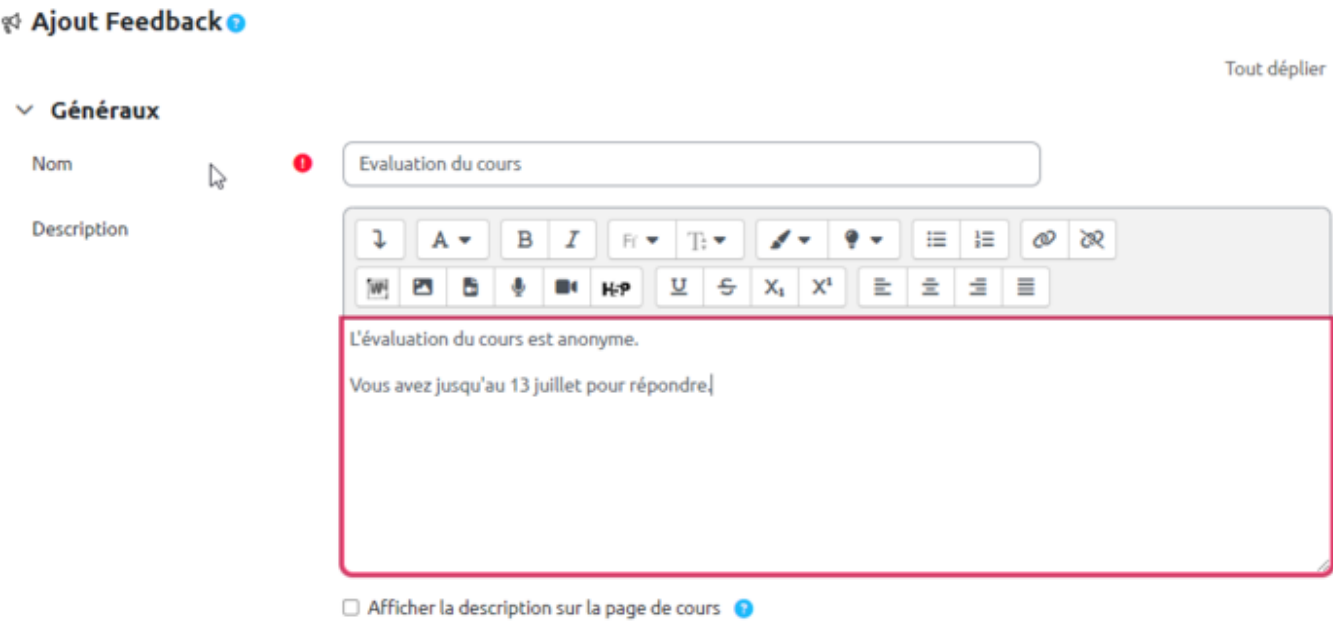 Ajout Feedback
Tout déplier
Généraux
Nom
Evaluation du cours
Description
L'évaluation du cours est anonyme.
Vous avez jusqu'au 13 juillet pour répondre.
Afficher la description sur la page de cours